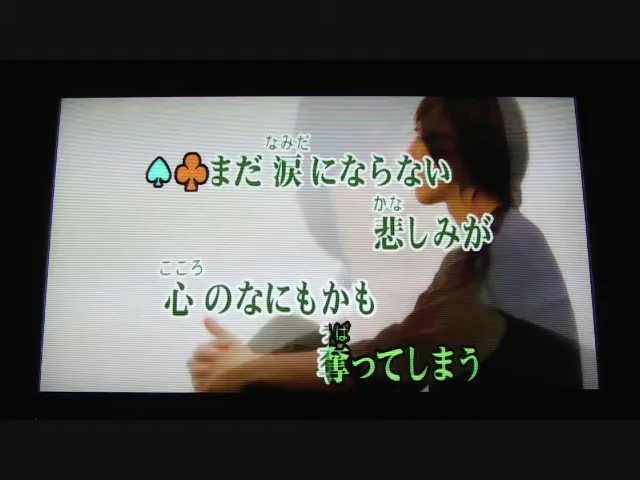 ♠♣まだ涙にならない
なみだ
悲しみが
かな
心のなにもかも
こころ
奪ってしまう
うば